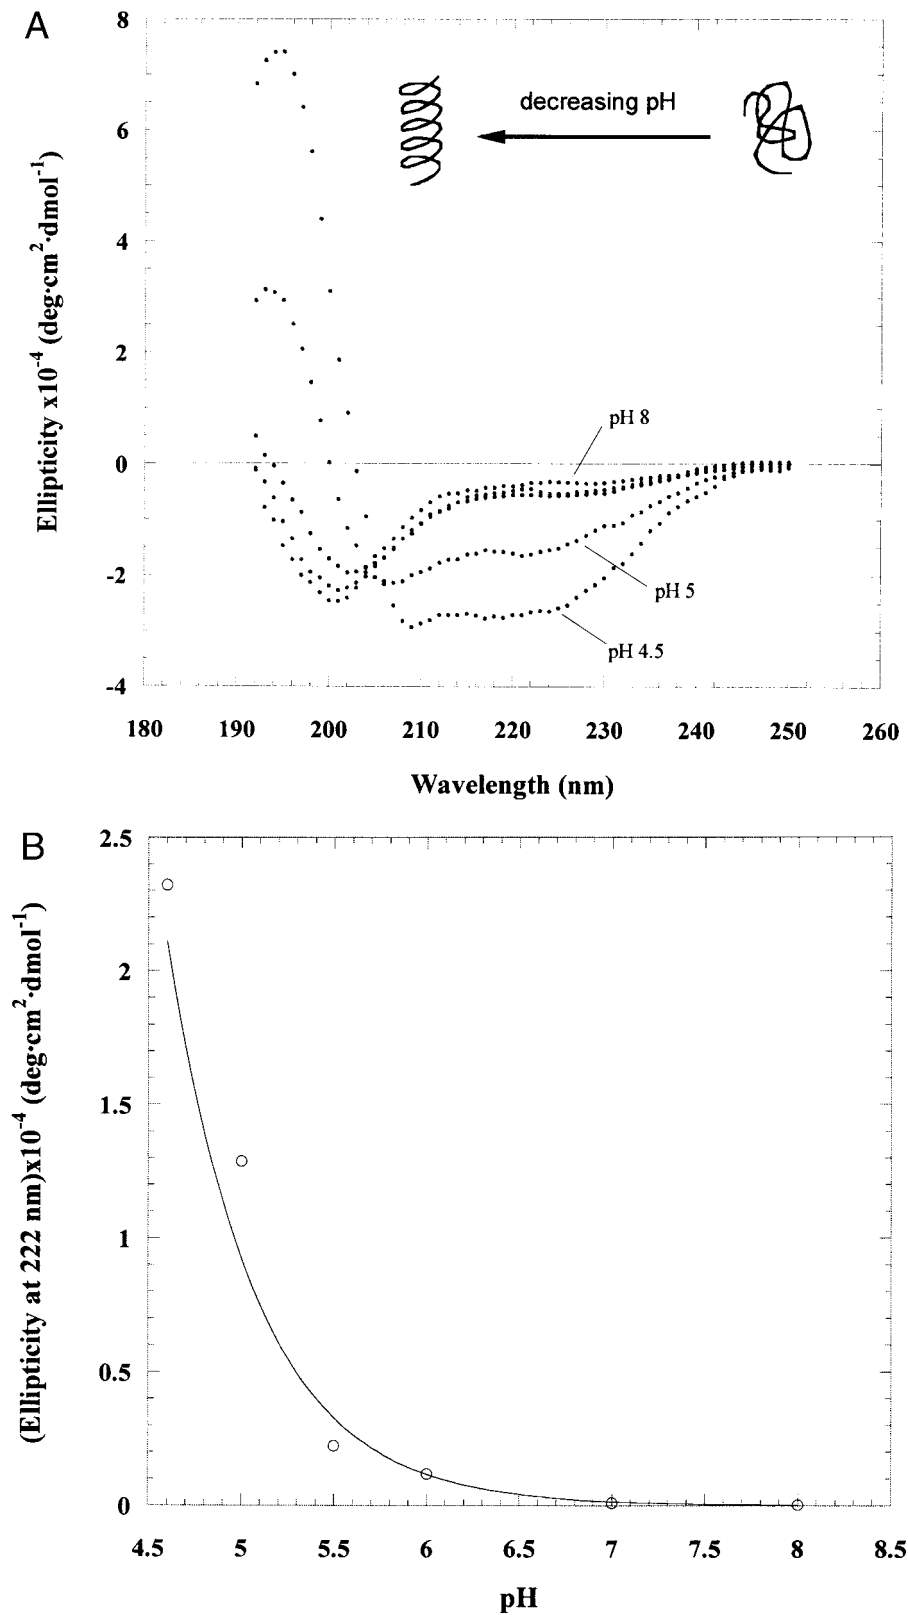 A
8
6
4
2
0
-2
-4
Ellipticity x10⁻⁴ (deg·cm²·dmol⁻¹)
decreasing pH
pH 8
pH 5
pH 4.5
180 190 200 210 220 230 240 250 260
Wavelength (nm)
B
2.5
2
1.5
1
0.5
0
(Ellipticity at 222 nm)x10⁻⁴ (deg·cm²·dmol⁻¹)
4.5 5 5.5 6 6.5 7 7.5 8 8.5
pH